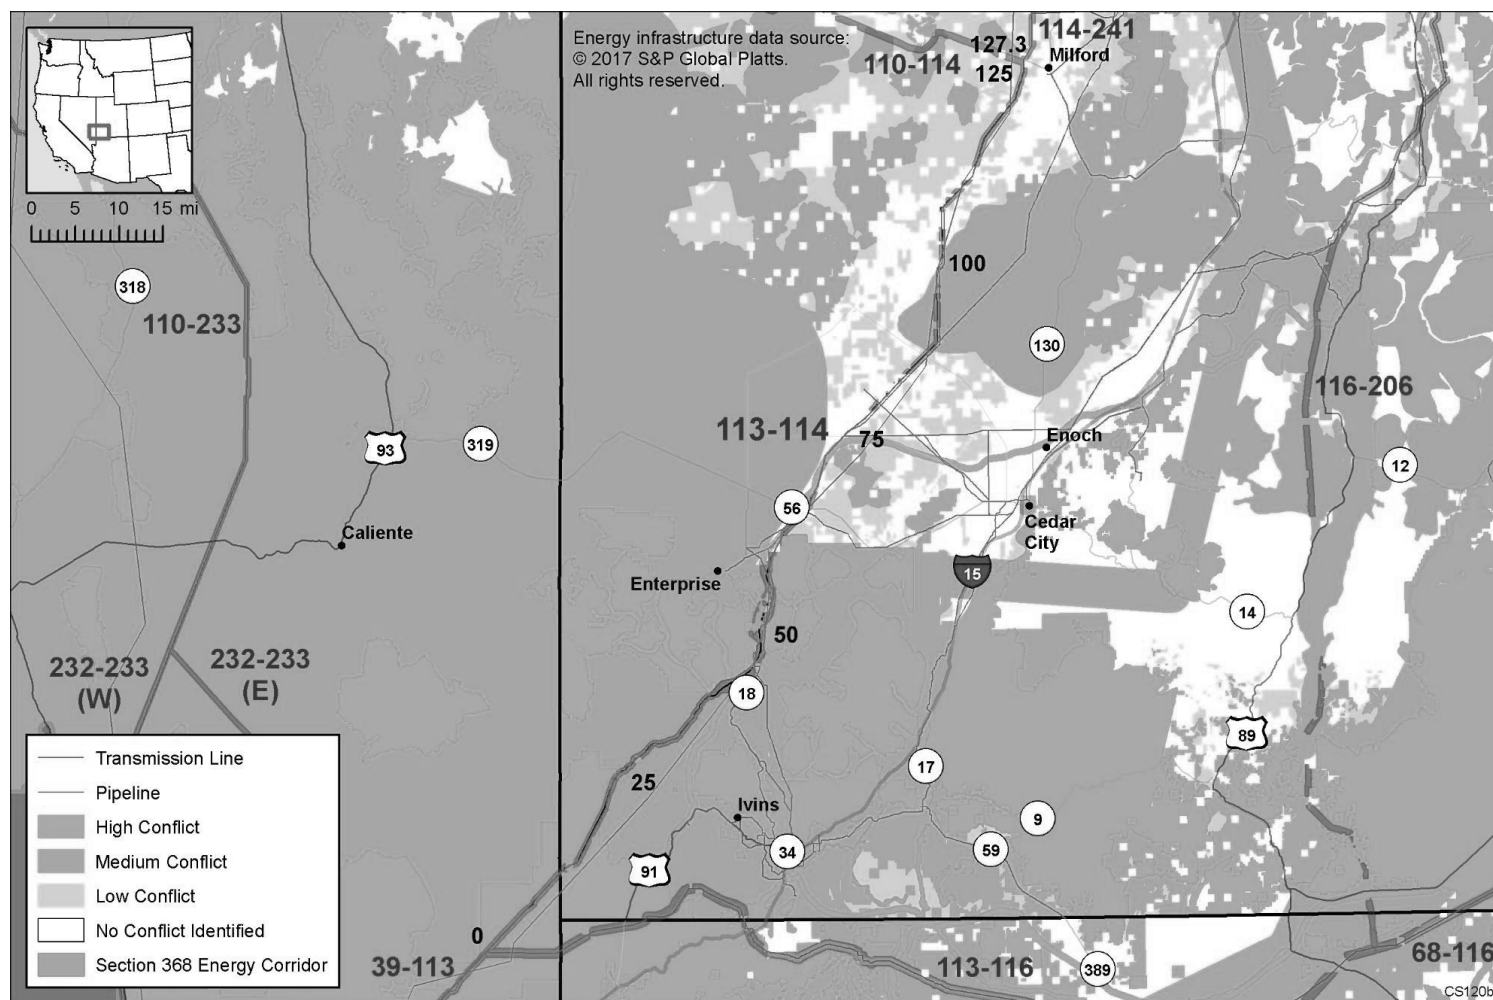 Energy infrastructure data source:
© 2017 S&P Global Platts.
All rights reserved.
0 5 10 15 mi
114-241
127.3
110-114
125
Milford
318
110-233
100
130
116-206
113-114
75
Enoch
93
319
12
56
Cedar
City
Caliente
Enterprise
15
14
50
232-233
(W)
232-233
(E)
18
89
17
25
Ivins
9
34
59
91
0
39-113
113-116
389
68-116
Transmission Line
Pipeline
High Conflict
Medium Conflict
Low Conflict
No Conflict Identified
Section 368 Energy Corridor
CS120b